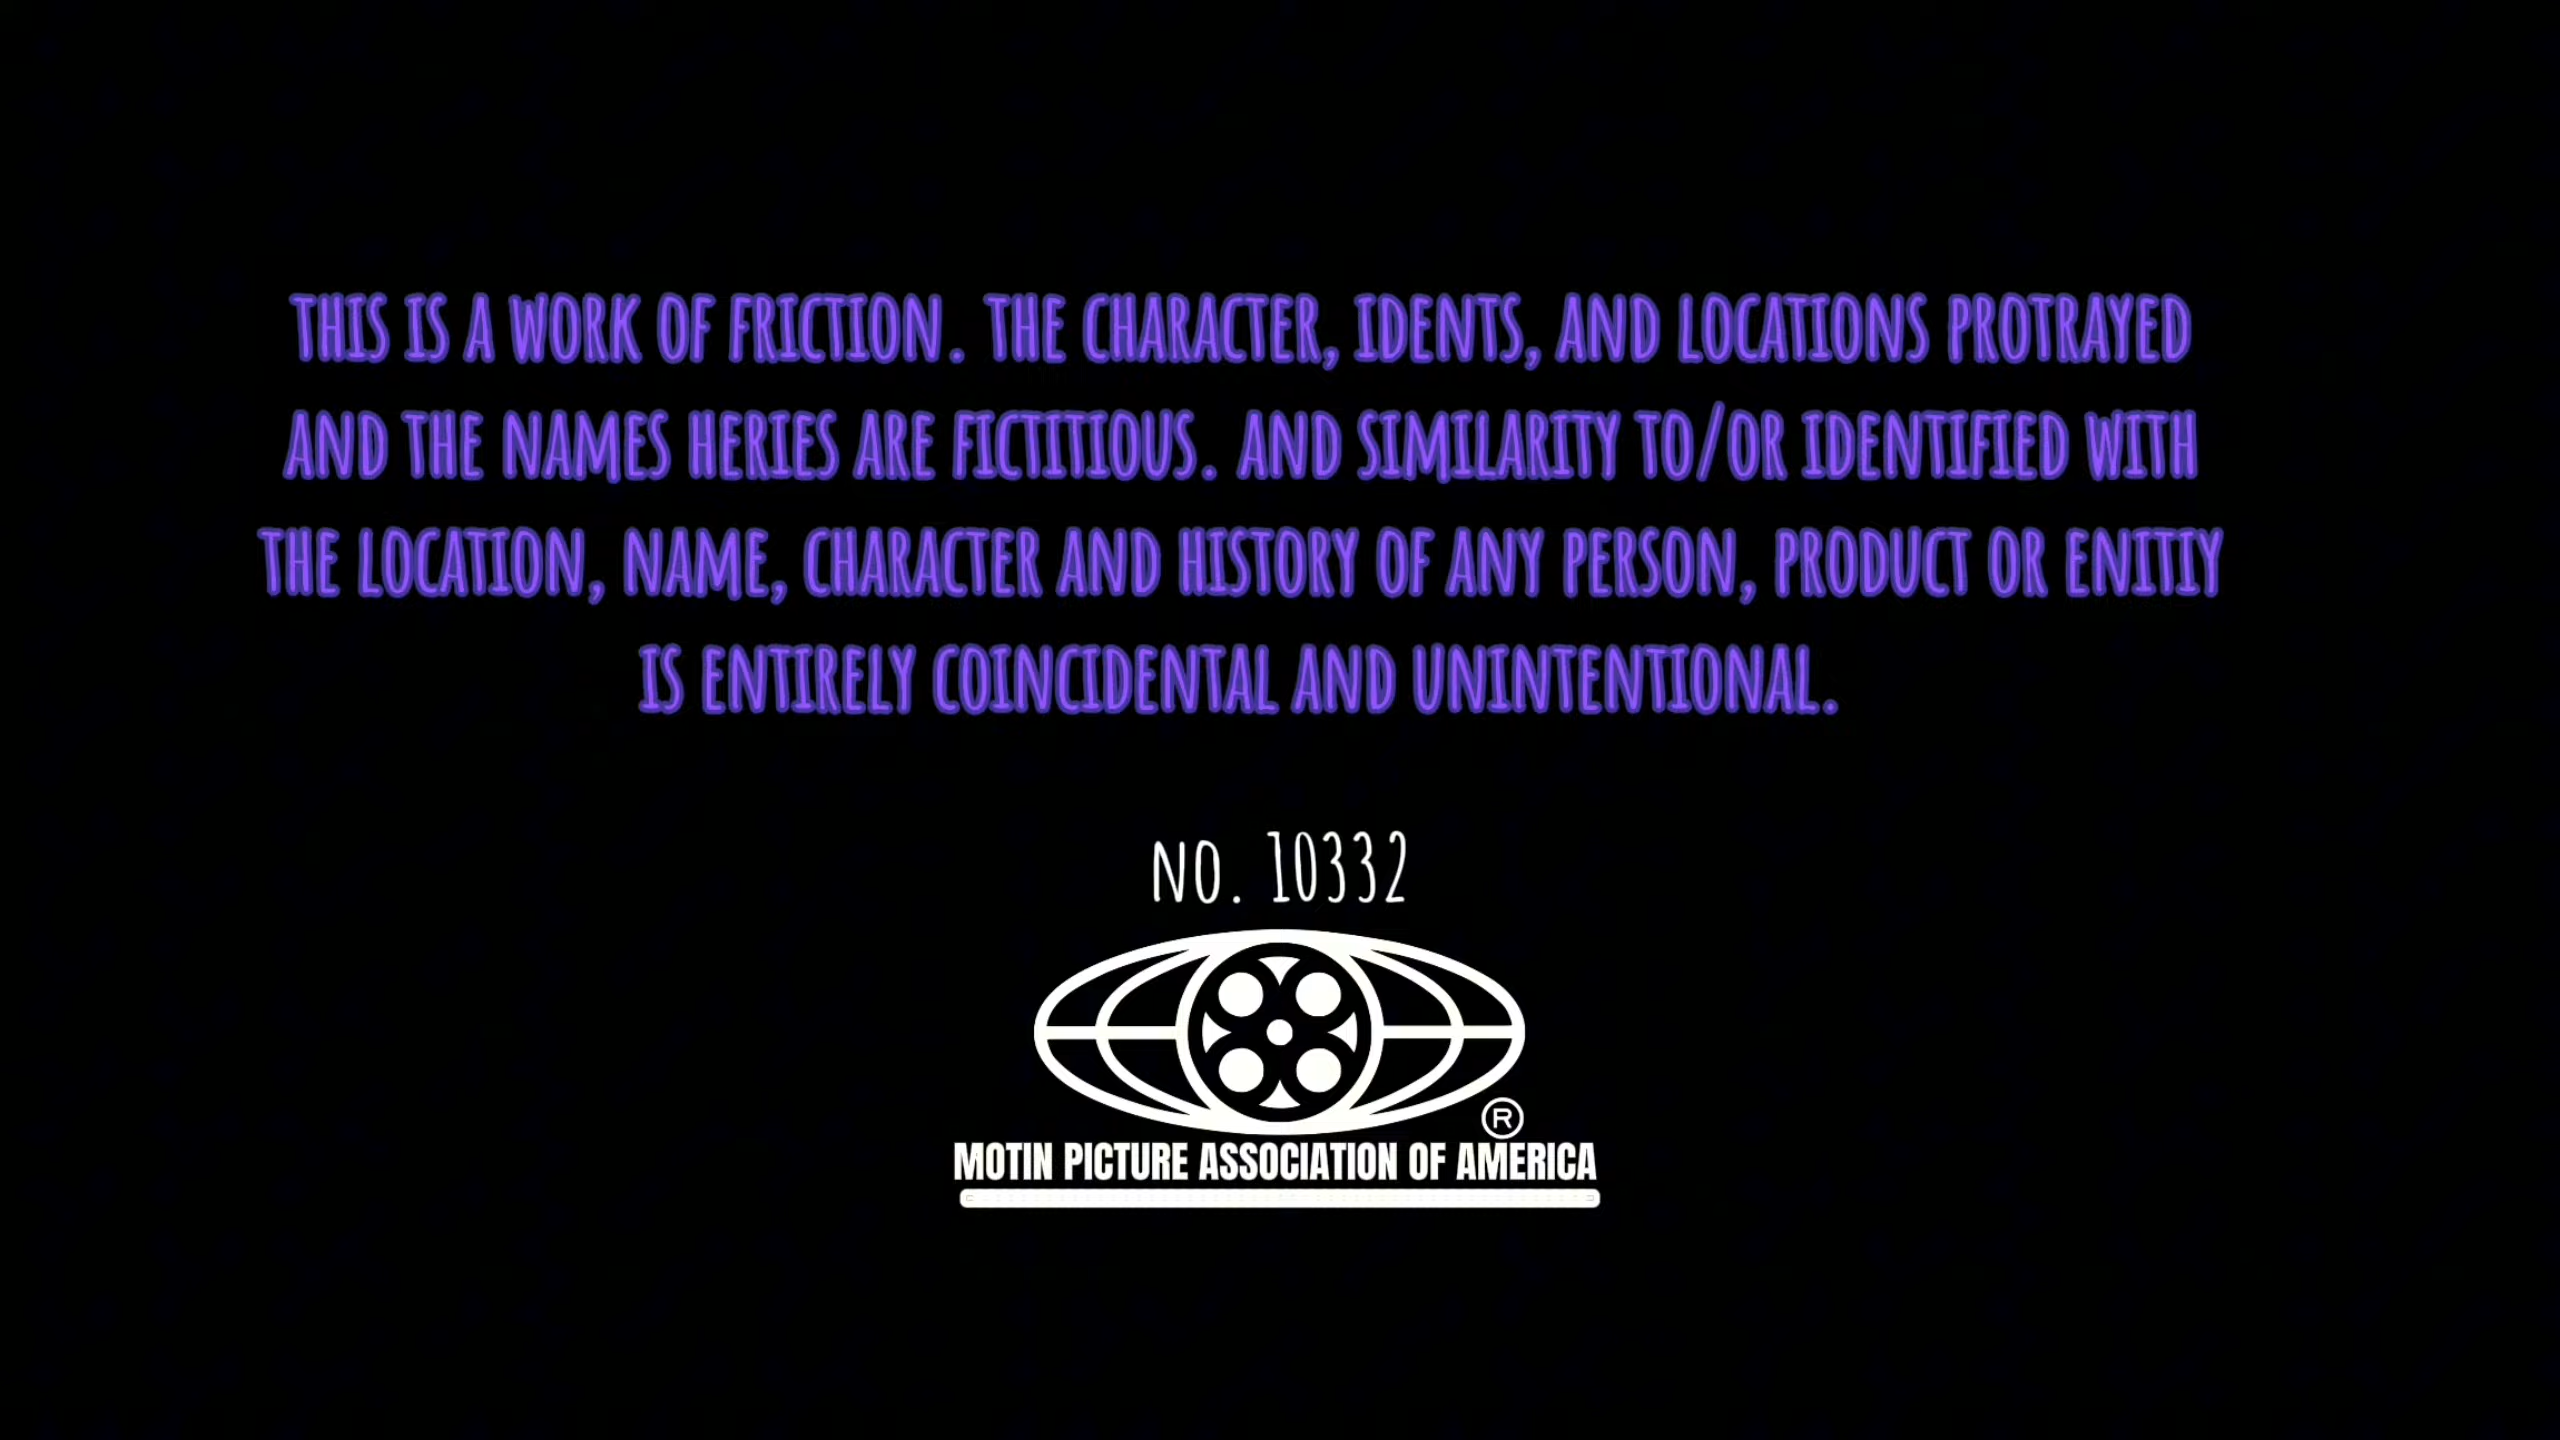 THIS IS A WORK OF FRICTION. THE CHARACTER, IDENTS, AND LOCATIONS PROTRAYED
AND THE NAMES HERIES ARE FICTITIOUS. AND SIMILARITY TO/OR IDENTIFIED WITH
THE LOCATION, NAME, CHARACTER AND HISTORY OF ANY PERSON, PRODUCT OR ENITIY
IS ENTIRELY COINCIDENTAL AND UNINTENTIONAL.
NO. 10332
®
MOTIN PICTURE ASSOCIATION OF AMERICA